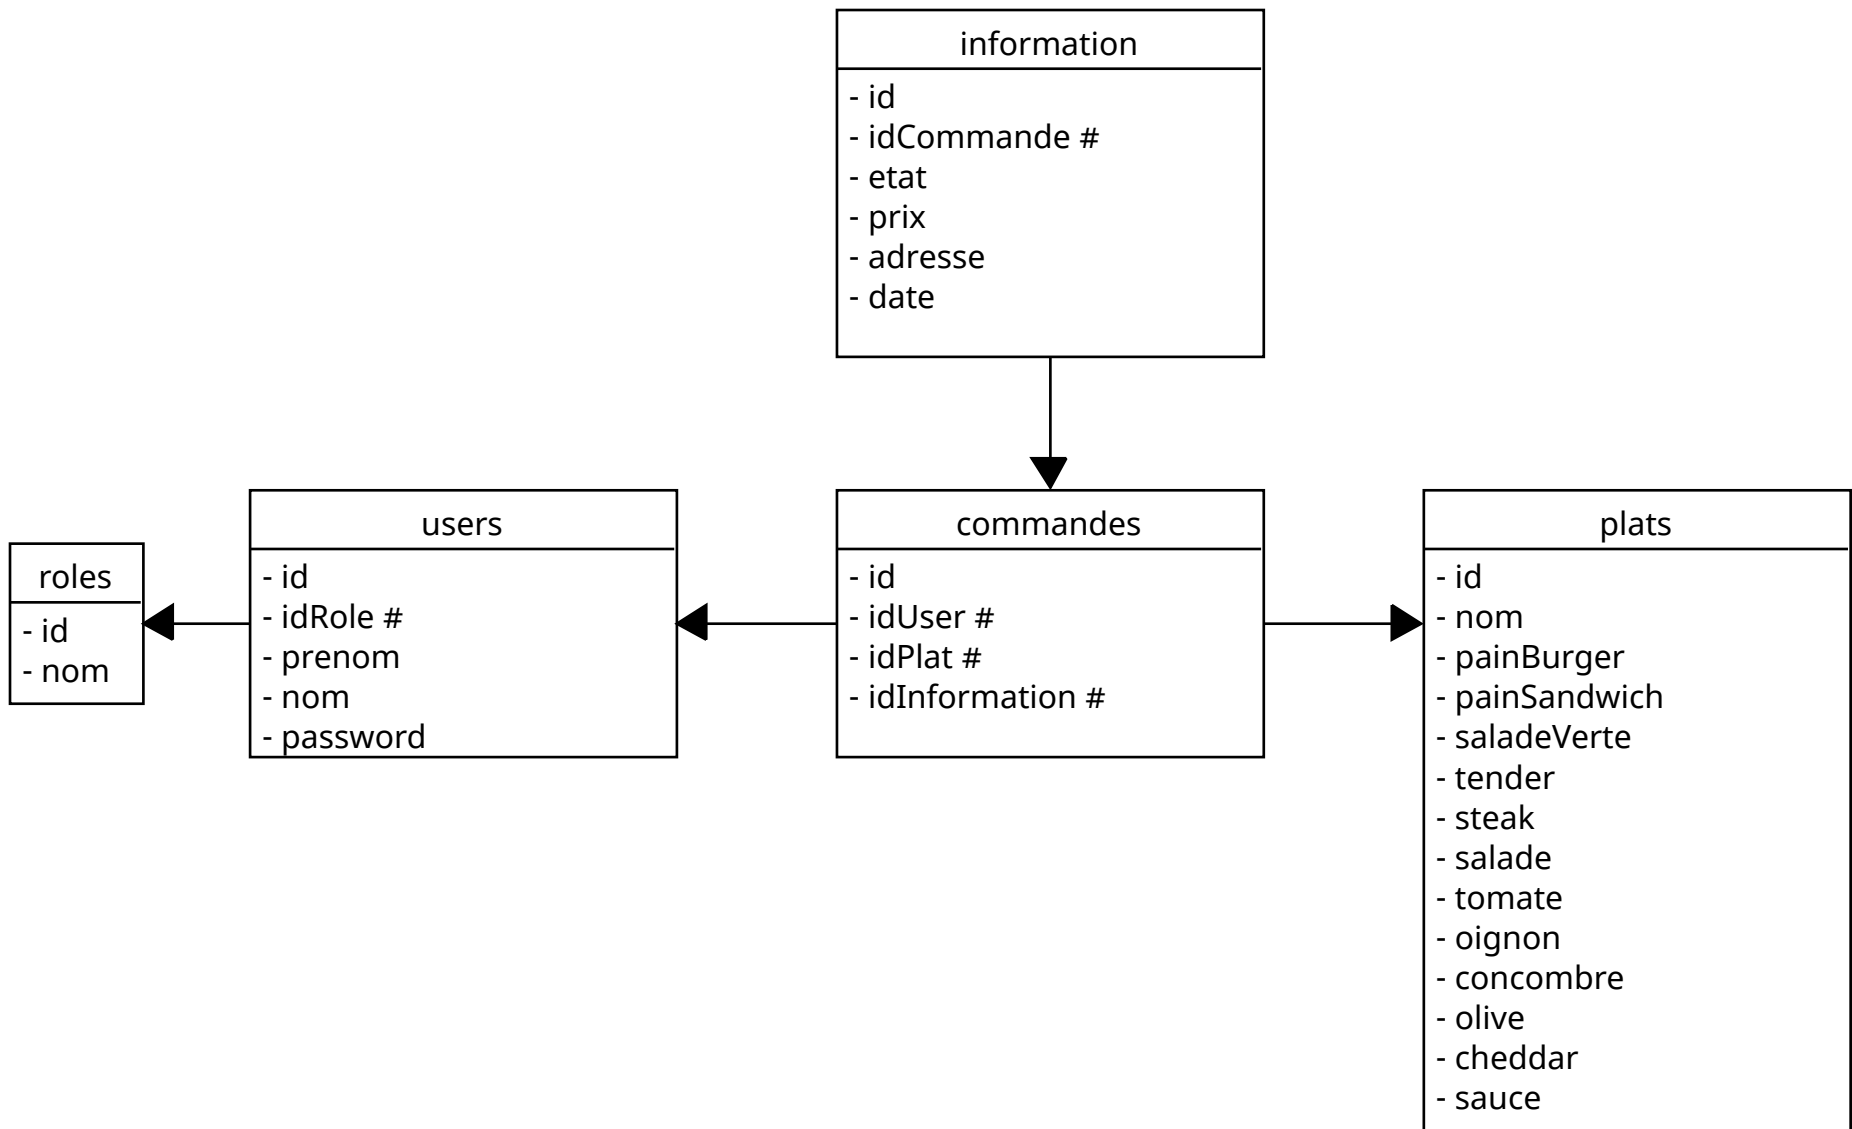 information
- id
- idCommande #
- etat
- prix
- adresse
- date
roles
- id
- nom
users
- id
- idRole #
- prenom
- nom
- password
commandes
- id
- idUser #
- idPlat #
- idInformation #
plats
- id
- nom
- painBurger
- painSandwich
- saladeVerte
- tender
- steak
- salade
- tomate
- oignon
- concombre
- olive
- cheddar
- sauce